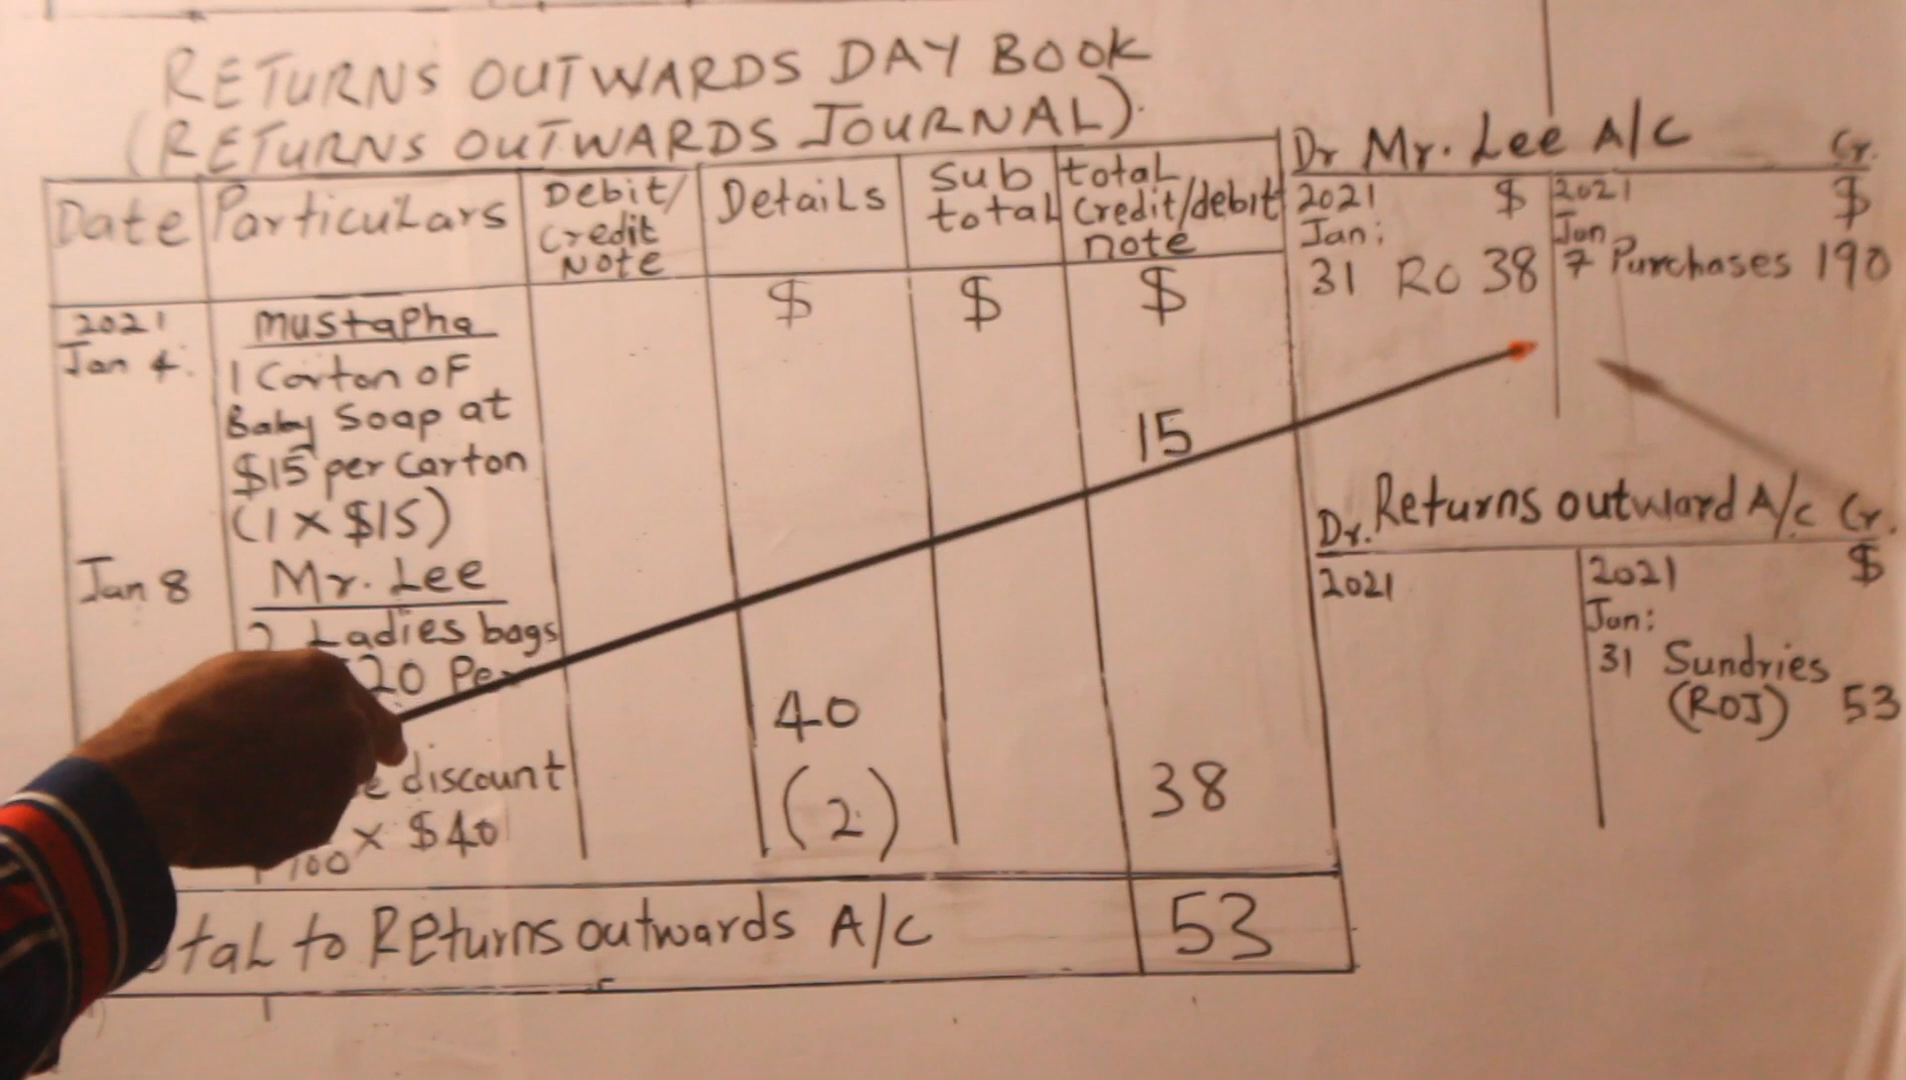 RETURNS OUTWARDS DAY BOOK
(RETURNS OUTWARDS JOURNAL).
Date
Particulars
Debit/
Credit
Note
Details
Sub
total
total
Credit/debit
note
$
$
$
2021
Jan 4.
Mustapha
1 Carton of
Baby Soap at
$15 per carton
(1 x $15)
15
Jan 8
Mr. Lee
Ladies bags
20 Per
40
discount
100 x $40
(2)
38
to Returns outwards A/C
53
Dr Mr. Lee A/C Cr.
2021 $
Jan:
31 RO 38
2021 $
Jan
7 Purchases 190
Dr. Returns outward A/c Cr.
2021
2021 $
Jan:
31 Sundries
(ROJ) 53